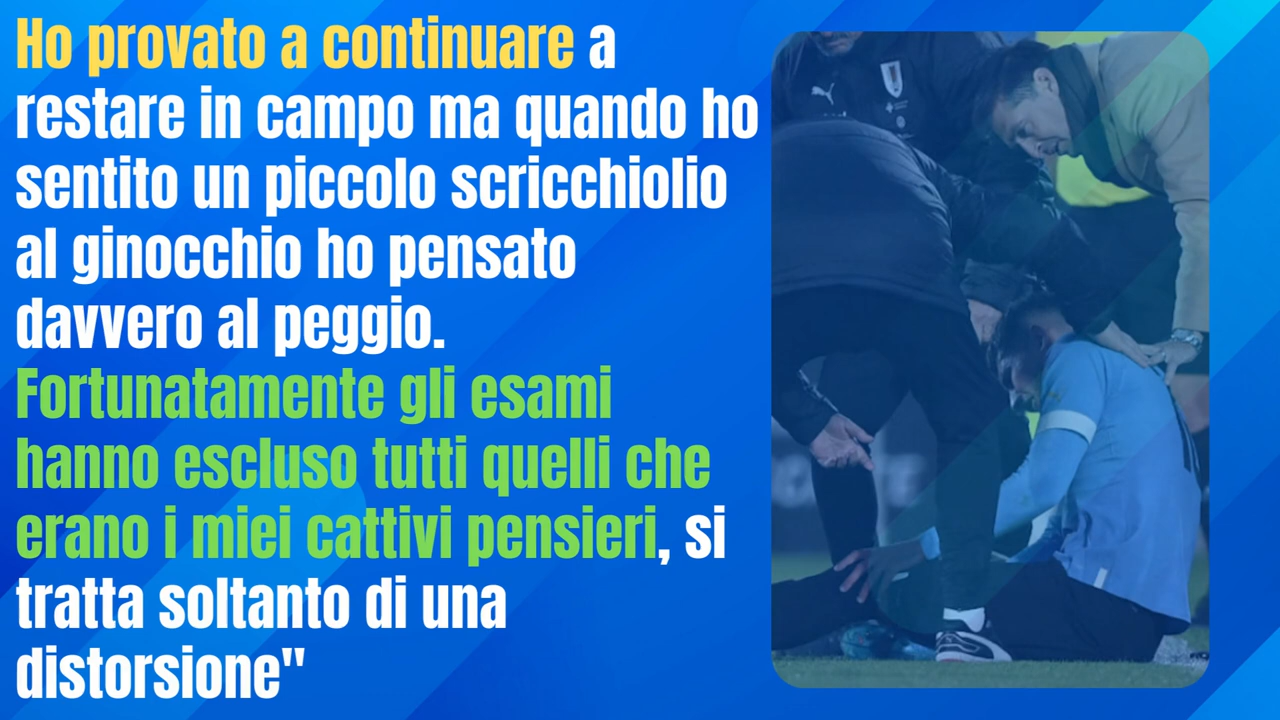 Ho provato a continuare a
restare in campo ma quando ho
sentito un piccolo scricchiolio
al ginocchio ho pensato
davvero al peggio.
Fortunatamente gli esami
hanno escluso tutti quelli che
erano i miei cattivi pensieri, si
tratta soltanto di una
distorsione"